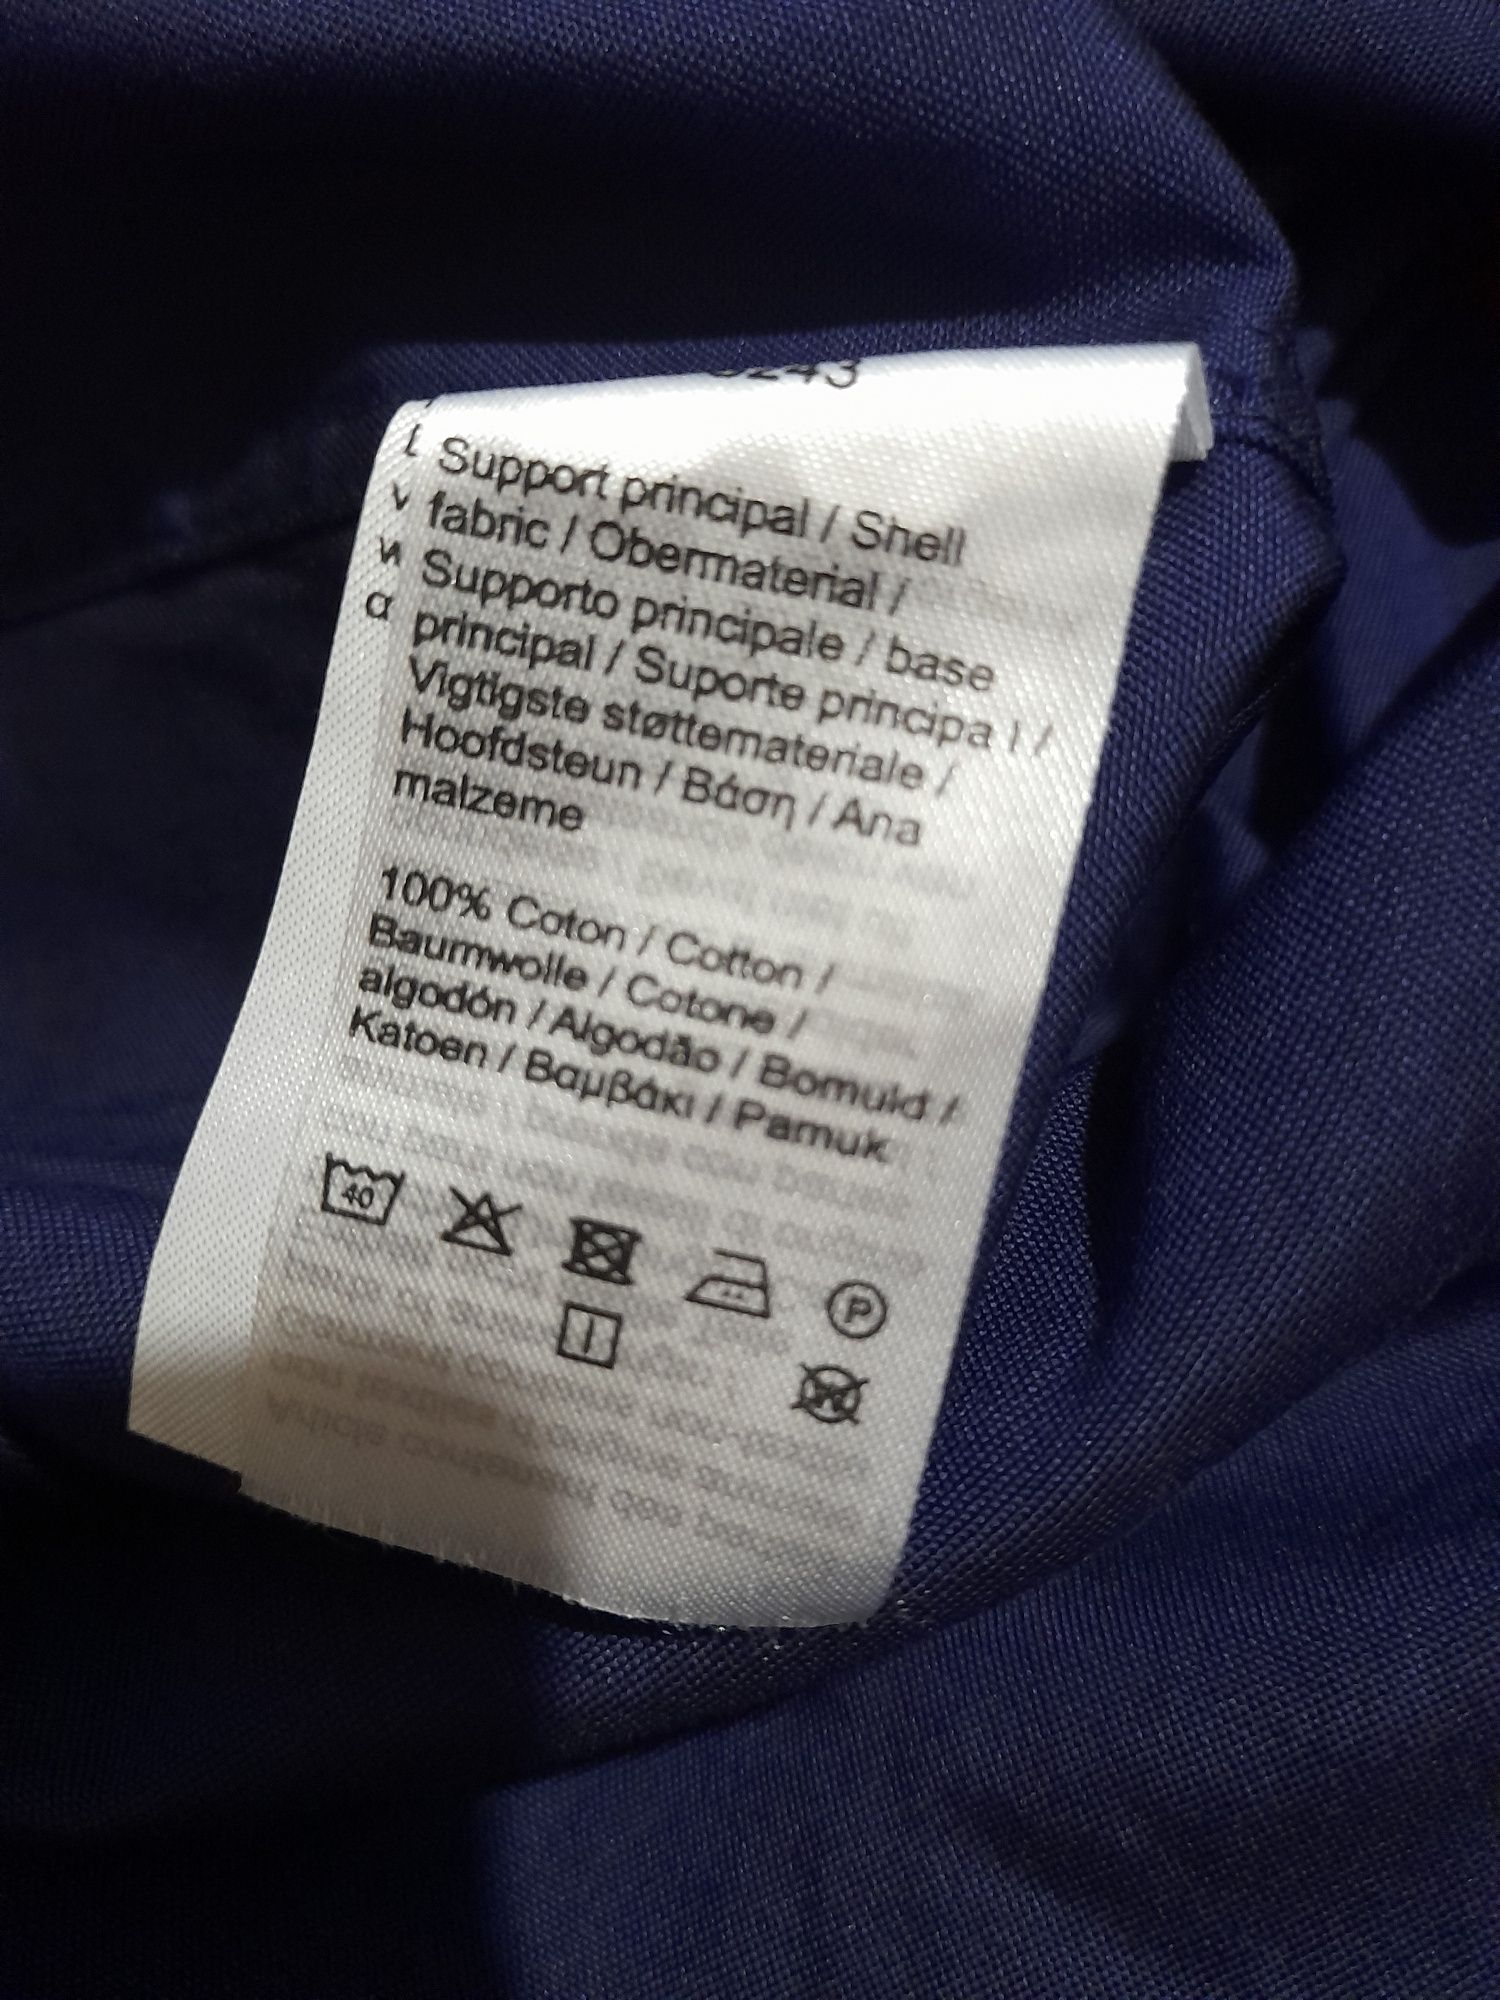 Support principal / Shell
fabric / Obermaterial /
Supporto principale / base
principal / Suporte principa l /
Vigtigste støttemateriale /
Hoofdsteun / Βάση / Ana
malzeme
100% Coton / Cotton /
Baumwolle / Cotone /
algodón / Algodão / Bomuld /
Katoen / Βαμβάκι / Pamuk
40
P